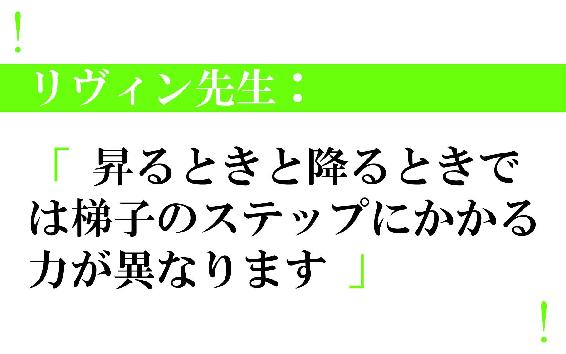 !
リヴィン先生：
「 昇るときと降るときで
は梯子のステップにかかる
力が異なります 」
!